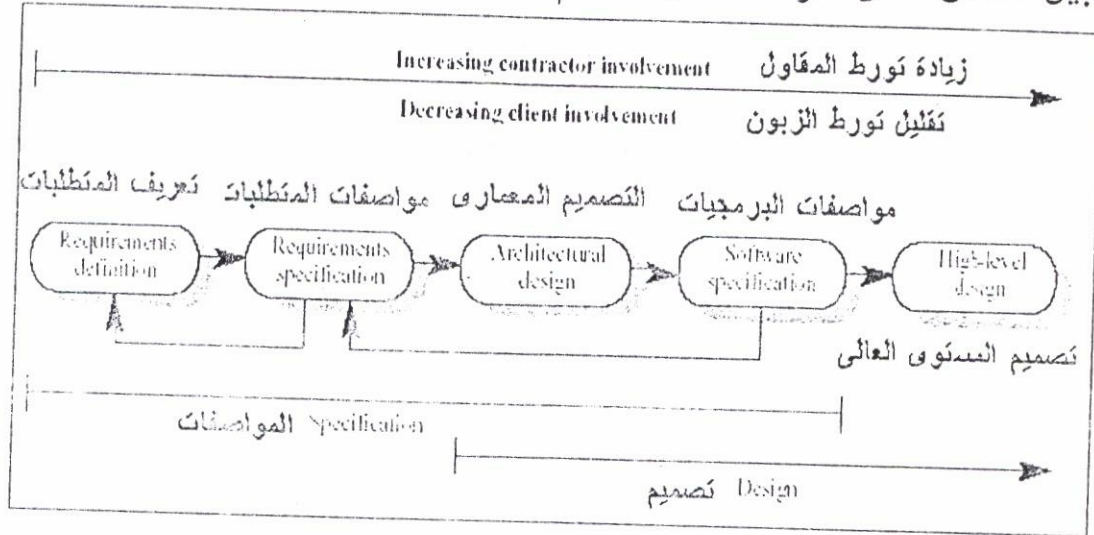 Increasing contractor involvement زيادة تورط المقاول
Decreasing client involvement تقليل تورط الزبون
تعريف المتطلبات مواصفات المتطلبات التصميم المعمارى مواصفات البرمجيات
Requirements definition
Requirements specification
Architectural design
Software specification
High-level design
تصميم المستوى العالى
المواصفات Specification
تصميم Design